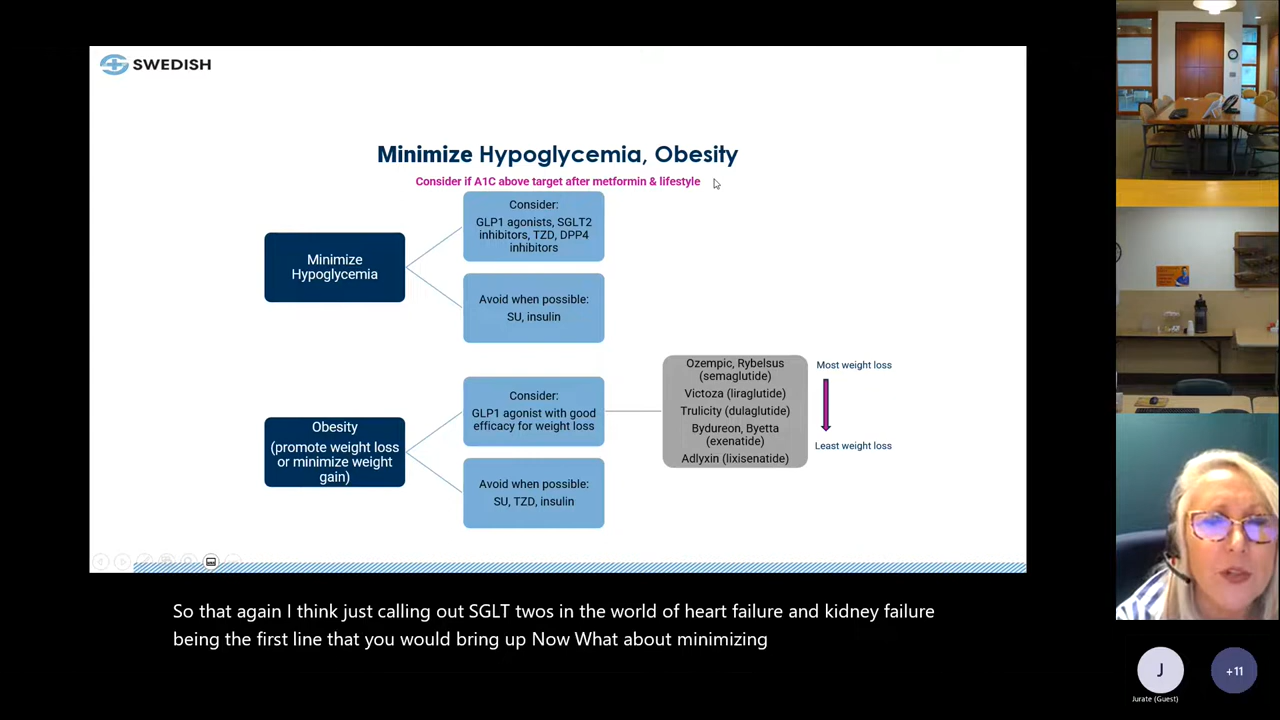 SWEDISH
Minimize Hypoglycemia, Obesity
Consider if A1C above target after metformin & lifestyle
Minimize
Hypoglycemia
Consider:
GLP1 agonists, SGLT2
inhibitors, TZD, DPP4
inhibitors
Avoid when possible:
SU, insulin
Obesity
(promote weight loss
or minimize weight
gain)
Consider:
GLP1 agonist with good
efficacy for weight loss
Avoid when possible:
SU, TZD, insulin
Ozempic, Rybelsus
(semaglutide)
Victoza (liraglutide)
Trulicity (dulaglutide)
Bydureon, Byetta
(exenatide)
Adlyxin (lixisenatide)
Most weight loss
Least weight loss
So that again I think just calling out SGLT twos in the world of heart failure and kidney failure
being the first line that you would bring up Now What about minimizing
J
+11
Jurate (Guest)